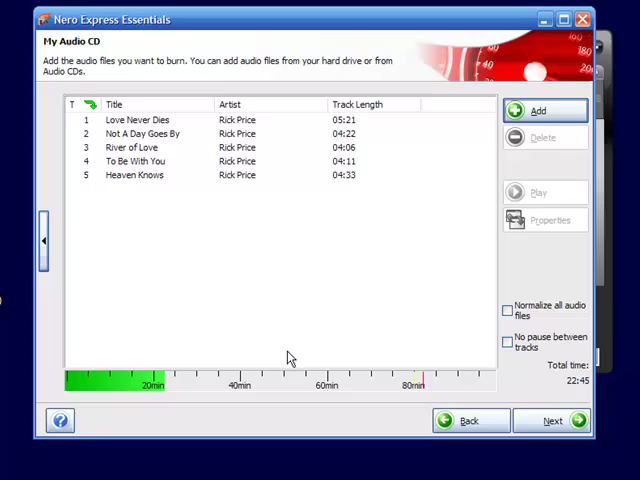 Nero Express Essentials
My Audio CD
Add the audio files you want to burn. You can add audio files from your hard drive or from
Audio CDs.
T Title Artist Track Length
1 Love Never Dies Rick Price 05:21
2 Not A Day Goes By Rick Price 04:22
3 River of Love Rick Price 04:06
4 To Be With You Rick Price 04:11
5 Heaven Knows Rick Price 04:33
Add
Delete
Play
Properties
Normalize all audio
files
No pause between
tracks
Total time:
22:45
20min 40min 60min 80min
? Back Next